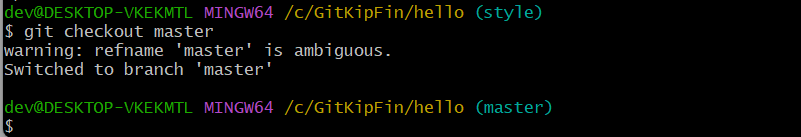 dev@DESKTOP-VKEKMTL MINGW64 /c/GitKipFin/hello (style)
$ git checkout master
warning: refname 'master' is ambiguous.
Switched to branch 'master'
dev@DESKTOP-VKEKMTL MINGW64 /c/GitKipFin/hello (master)
$